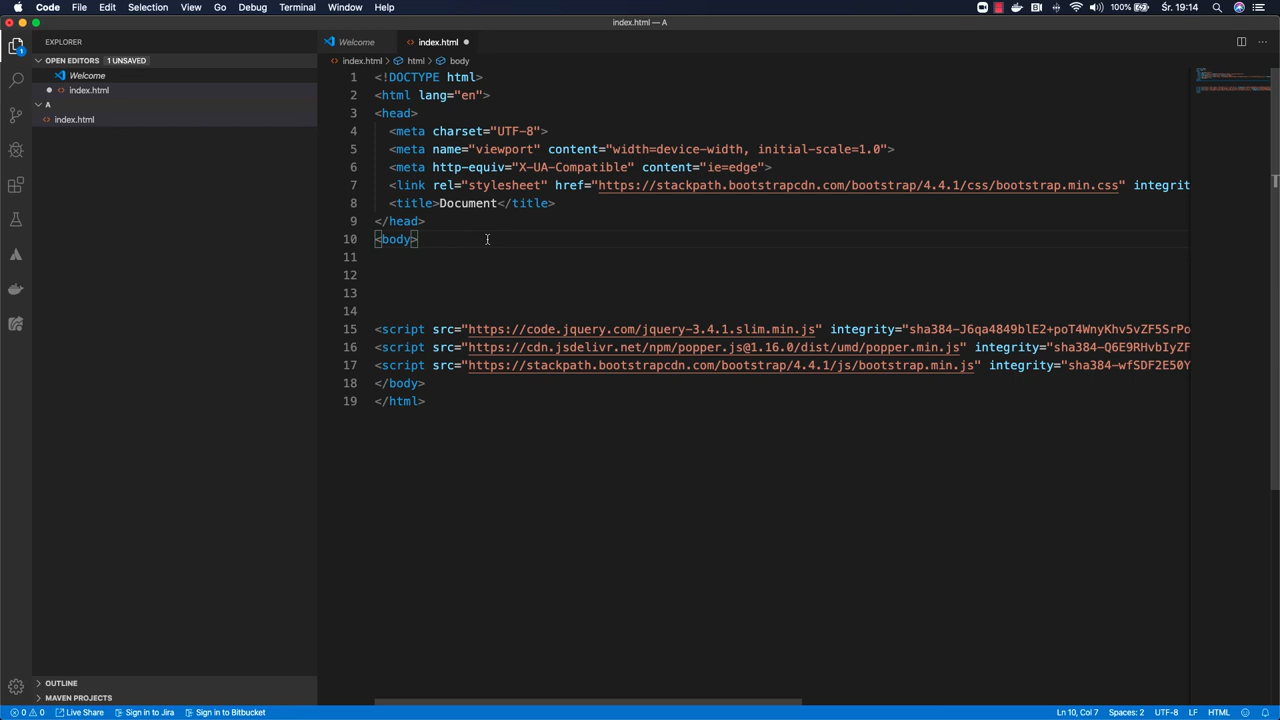 Code File Edit Selection View Go Debug Terminal Window Help 100% Śr. 19:14
index.html — A
EXPLORER
OPEN EDITORS 1 UNSAVED
Welcome
index.html
A
index.html
OUTLINE
MAVEN PROJECTS
Welcome index.html
index.html html body
1 <!DOCTYPE html>
2 <html lang="en">
3 <head>
4 <meta charset="UTF-8">
5 <meta name="viewport" content="width=device-width, initial-scale=1.0">
6 <meta http-equiv="X-UA-Compatible" content="ie=edge">
7 <link rel="stylesheet" href="https://stackpath.bootstrapcdn.com/bootstrap/4.4.1/css/bootstrap.min.css" integrit
8 <title>Document</title>
9 </head>
10 <body>
11
12
13
14
15 <script src="https://code.jquery.com/jquery-3.4.1.slim.min.js" integrity="sha384-J6qa4849blE2+poT4WnyKhv5vZF5SrPo
16 <script src="https://cdn.jsdelivr.net/npm/popper.js@1.16.0/dist/umd/popper.min.js" integrity="sha384-Q6E9RHvbIyZF
17 <script src="https://stackpath.bootstrapcdn.com/bootstrap/4.4.1/js/bootstrap.min.js" integrity="sha384-wfSDF2E50Y
18 </body>
19 </html>
0 0 Live Share Sign in to Jira Sign in to Bitbucket Ln 10, Col 7 Spaces: 2 UTF-8 LF HTML